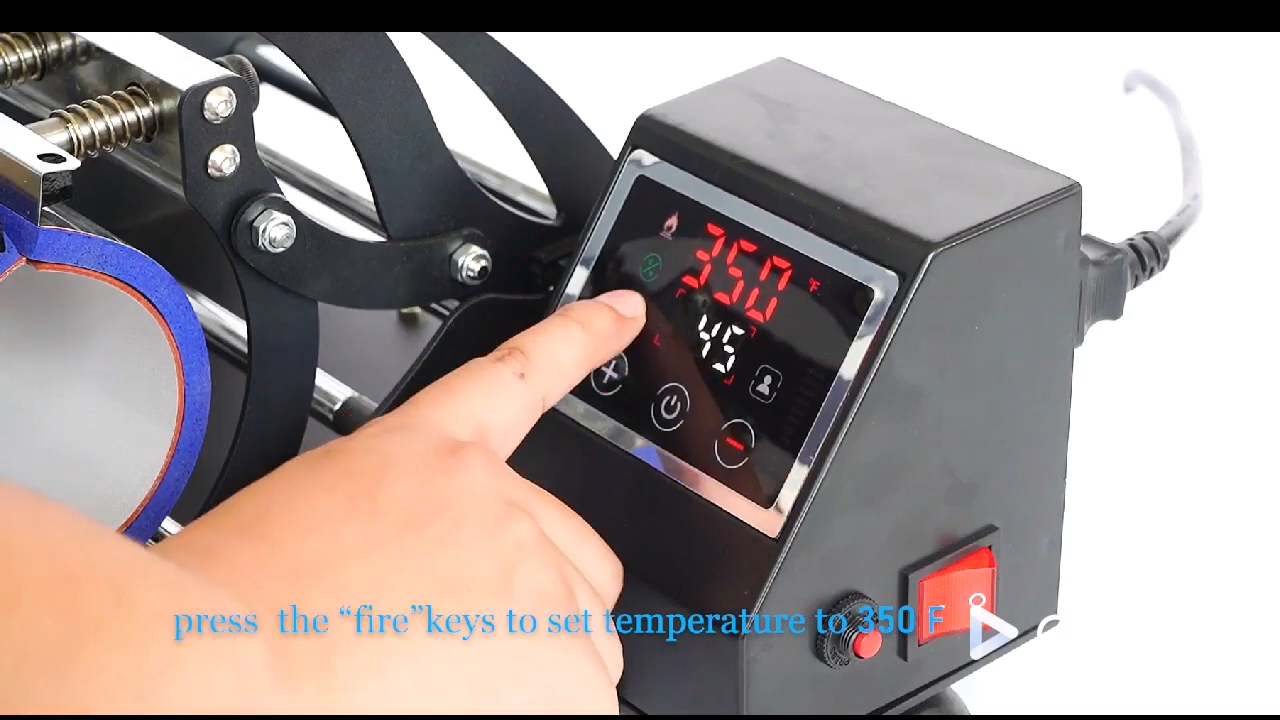 350 °F
45
press the “fire”keys to set temperature to 350 F